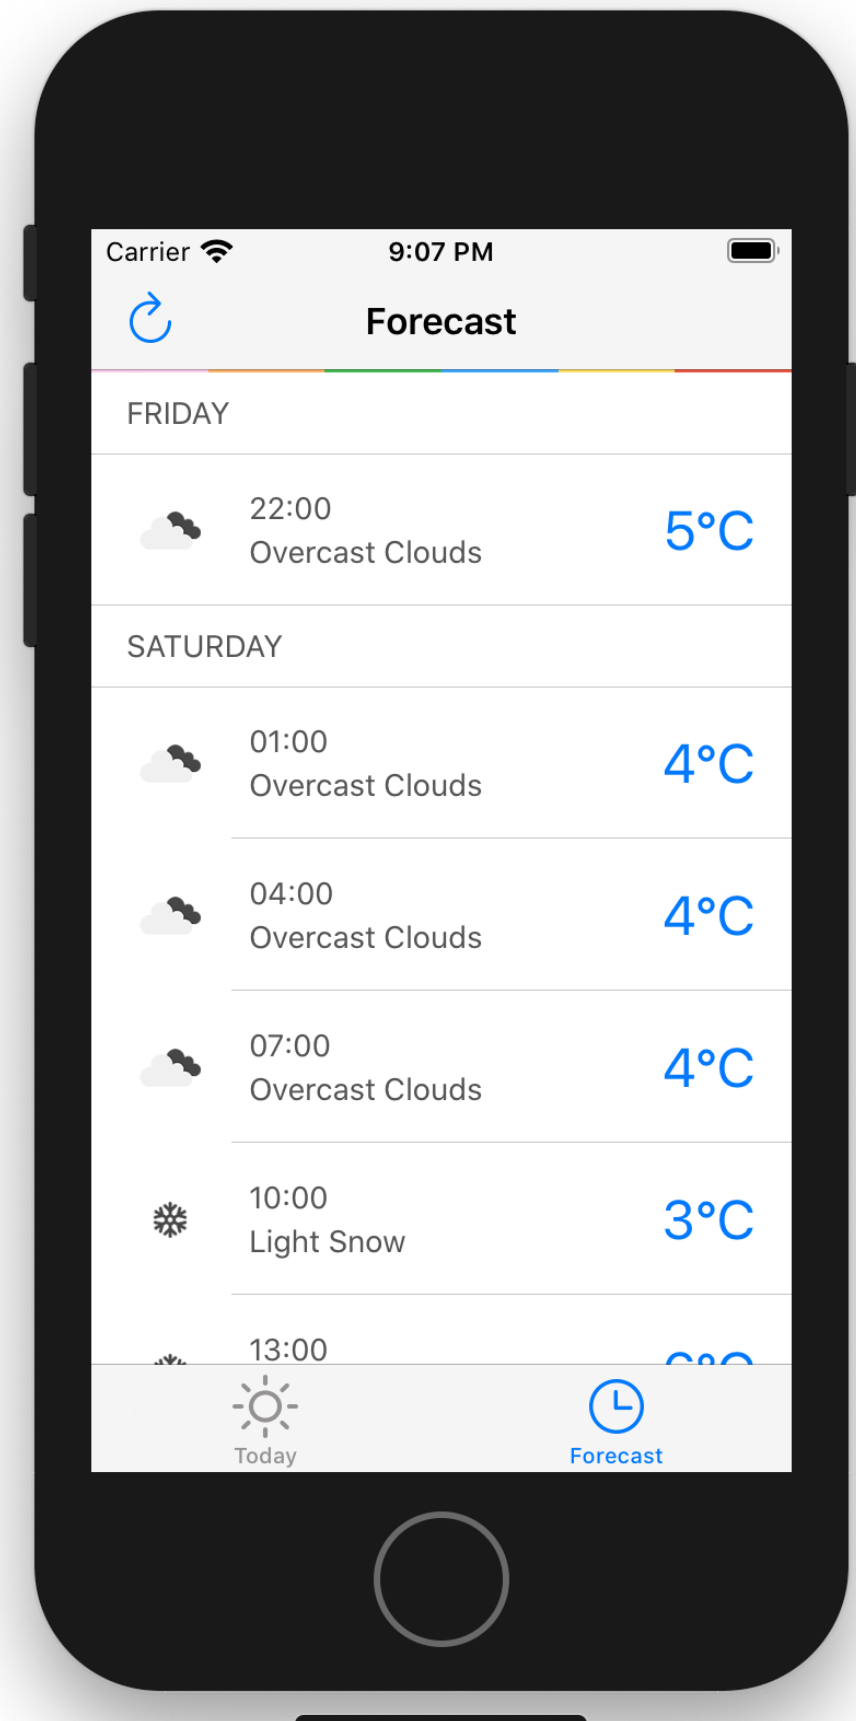 Carrier 9:07 PM
Forecast
FRIDAY
22:00
Overcast Clouds
5°C
SATURDAY
01:00
Overcast Clouds
4°C
04:00
Overcast Clouds
4°C
07:00
Overcast Clouds
4°C
10:00
Light Snow
3°C
13:00
Today
Forecast